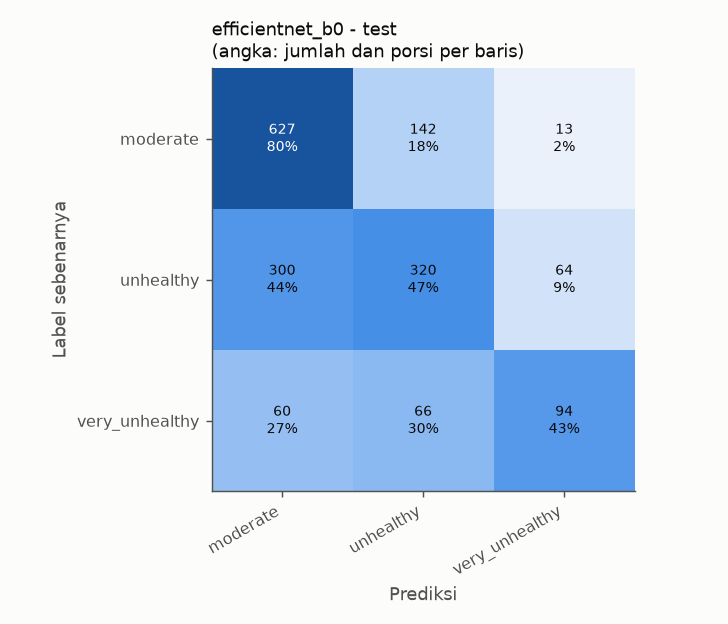 efficientnet_b0 - test
(angka: jumlah dan porsi per baris)
Label sebenarnya
moderate
627
80%
142
18%
13
2%
unhealthy
300
44%
320
47%
64
9%
very_unhealthy
60
27%
66
30%
94
43%
moderate
unhealthy
very_unhealthy
Prediksi